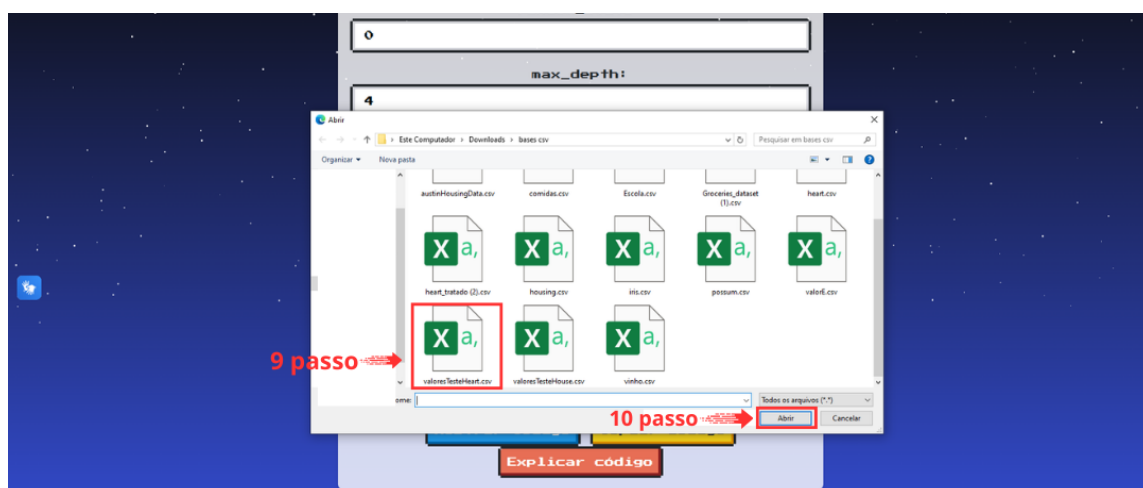 0
max_depth:
4
Abrir
Este Computador > Downloads > bases csv
Pesquisar em bases csv
Organizar
Nova pasta
austinHousingData.csv
comidas.csv
Escola.csv
Groceries_dataset (1).csv
heart.csv
X a,
X a,
X a,
X a,
X a,
heart_tratado (2).csv
housing.csv
iris.csv
possum.csv
valorE.csv
X a,
X a,
X a,
9 passo
valoresTesteHeart.csv
valoresTesteHouse.csv
vinho.csv
ome:
Todos os arquivos (*.*)
10 passo
Abrir
Cancelar
Explicar código